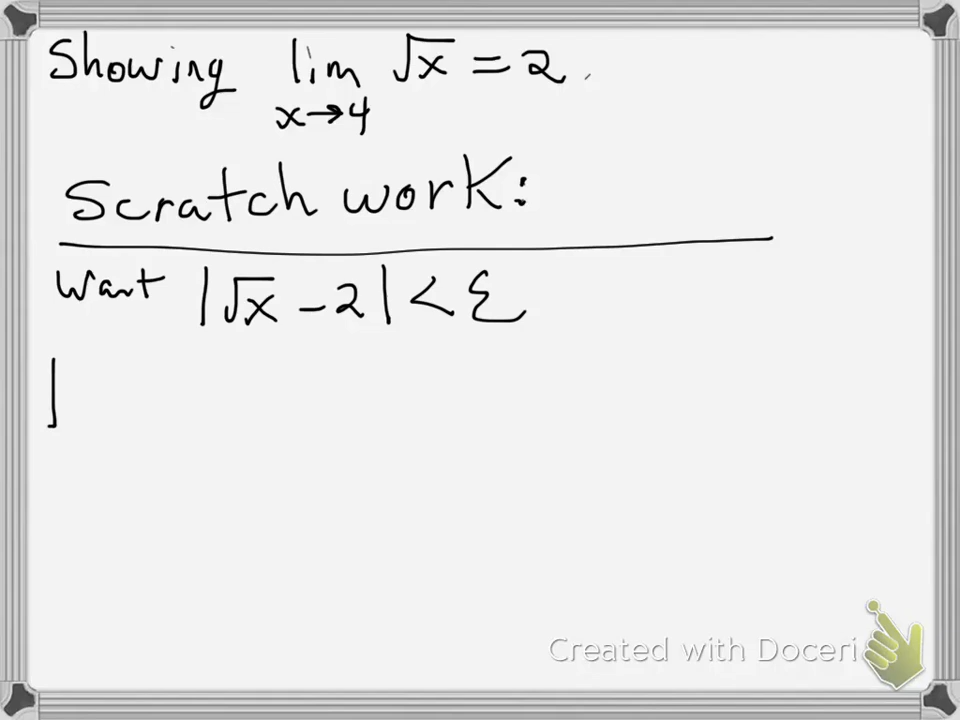 Showing lim √x = 2
x→4
Scratch work:
Want |√x − 2| < ε
|
Created with Doceri